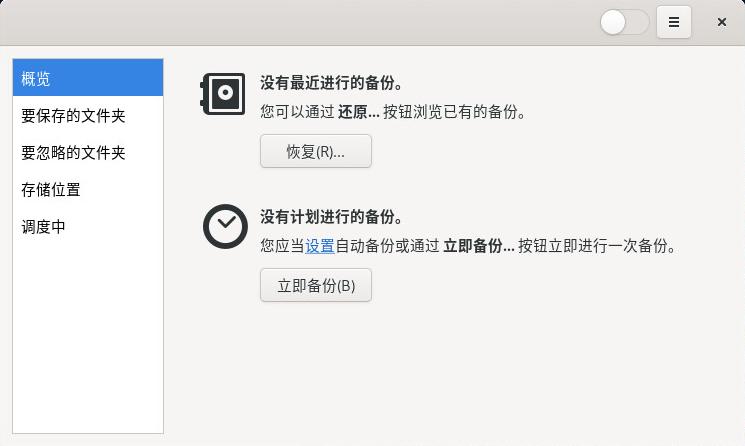 概览
要保存的文件夹
要忽略的文件夹
存储位置
调度中
没有最近进行的备份。
您可以通过 还原... 按钮浏览已有的备份。
恢复(R)...
没有计划进行的备份。
您应当设置自动备份或通过 立即备份... 按钮立即进行一次备份。
立即备份(B)